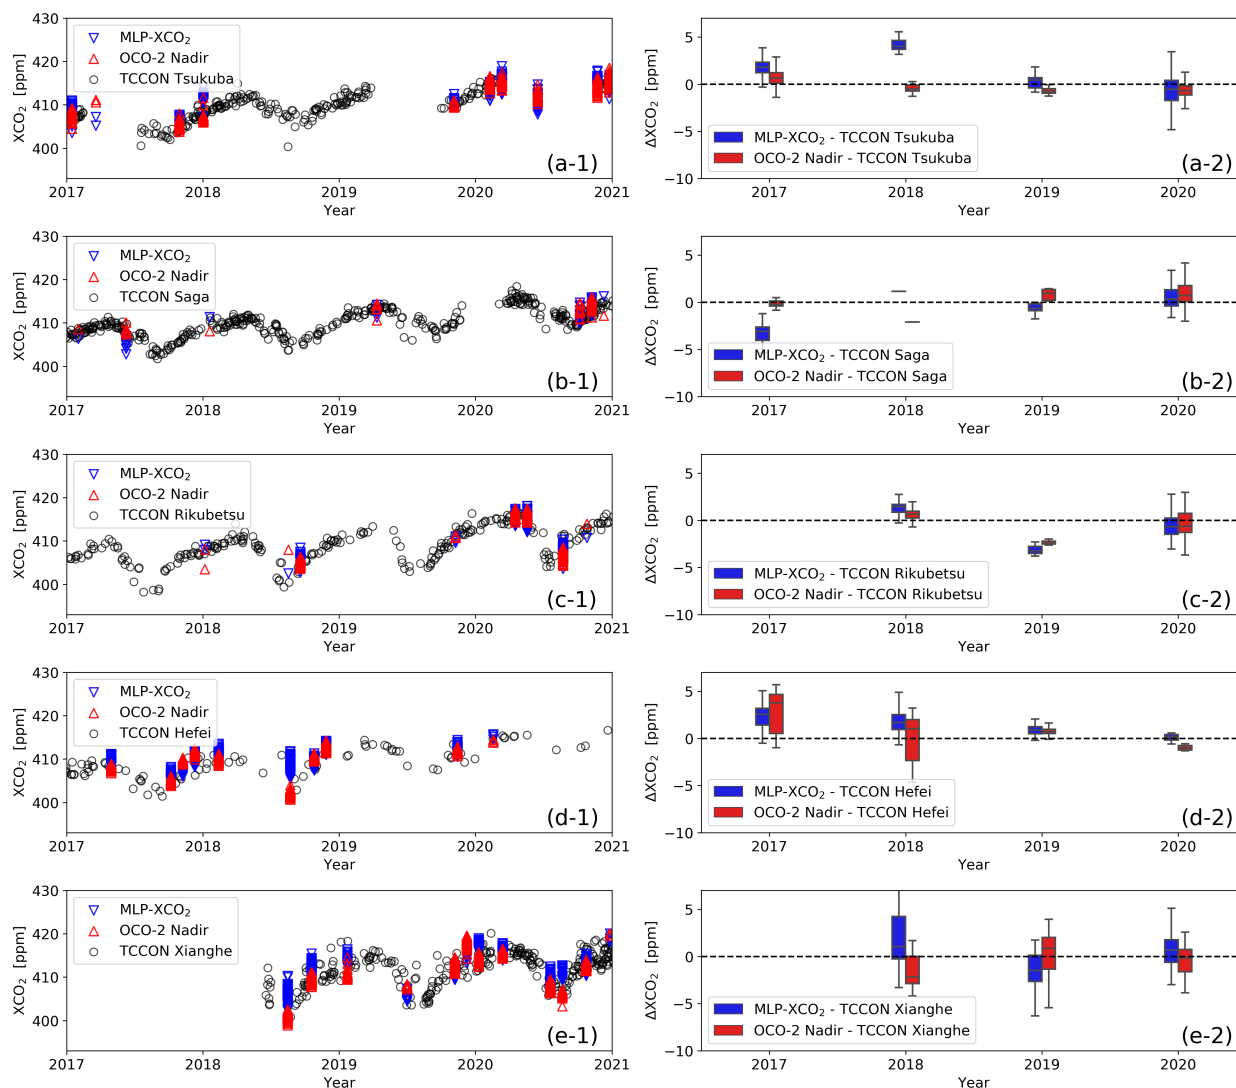 430
420
410
400
XCO₂ [ppm]
MLP-XCO₂
OCO-2 Nadir
TCCON Tsukuba
(a-1)
2017 2018 2019 2020 2021
Year
5
0
−5
−10
ΔXCO₂ [ppm]
MLP-XCO₂ - TCCON Tsukuba
OCO-2 Nadir - TCCON Tsukuba
(a-2)
2017 2018 2019 2020
Year
430
420
410
400
XCO₂ [ppm]
MLP-XCO₂
OCO-2 Nadir
TCCON Saga
(b-1)
2017 2018 2019 2020 2021
Year
5
0
−5
−10
ΔXCO₂ [ppm]
MLP-XCO₂ - TCCON Saga
OCO-2 Nadir - TCCON Saga
(b-2)
2017 2018 2019 2020
Year
430
420
410
400
XCO₂ [ppm]
MLP-XCO₂
OCO-2 Nadir
TCCON Rikubetsu
(c-1)
2017 2018 2019 2020 2021
Year
5
0
−5
−10
ΔXCO₂ [ppm]
MLP-XCO₂ - TCCON Rikubetsu
OCO-2 Nadir - TCCON Rikubetsu
(c-2)
2017 2018 2019 2020
Year
430
420
410
400
XCO₂ [ppm]
MLP-XCO₂
OCO-2 Nadir
TCCON Hefei
(d-1)
2017 2018 2019 2020 2021
Year
5
0
−5
−10
ΔXCO₂ [ppm]
MLP-XCO₂ - TCCON Hefei
OCO-2 Nadir - TCCON Hefei
(d-2)
2017 2018 2019 2020
Year
430
420
410
400
XCO₂ [ppm]
MLP-XCO₂
OCO-2 Nadir
TCCON Xianghe
(e-1)
2017 2018 2019 2020 2021
Year
5
0
−5
−10
ΔXCO₂ [ppm]
MLP-XCO₂ - TCCON Xianghe
OCO-2 Nadir - TCCON Xianghe
(e-2)
2017 2018 2019 2020
Year